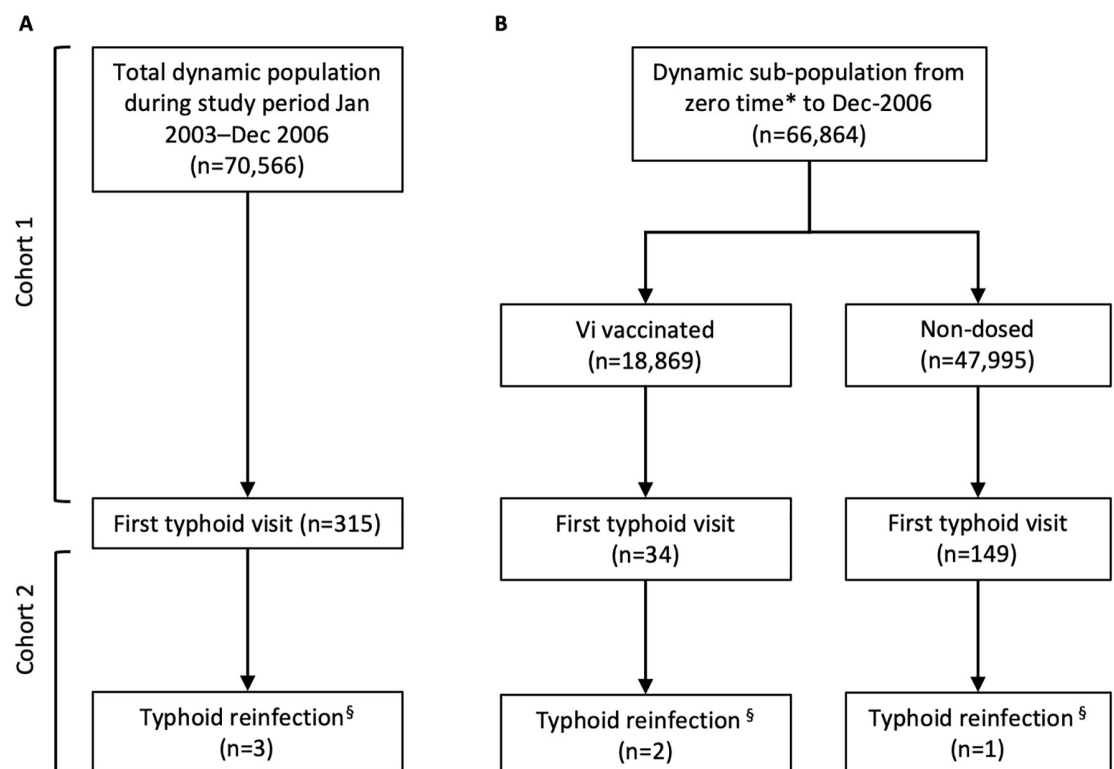 A
Cohort 1
Total dynamic population
during study period Jan
2003–Dec 2006
(n=70,566)
First typhoid visit (n=315)
Cohort 2
Typhoid reinfection§
(n=3)
B
Dynamic sub-population from
zero time* to Dec-2006
(n=66,864)
Vi vaccinated
(n=18,869)
Non-dosed
(n=47,995)
First typhoid visit
(n=34)
First typhoid visit
(n=149)
Typhoid reinfection §
(n=2)
Typhoid reinfection §
(n=1)